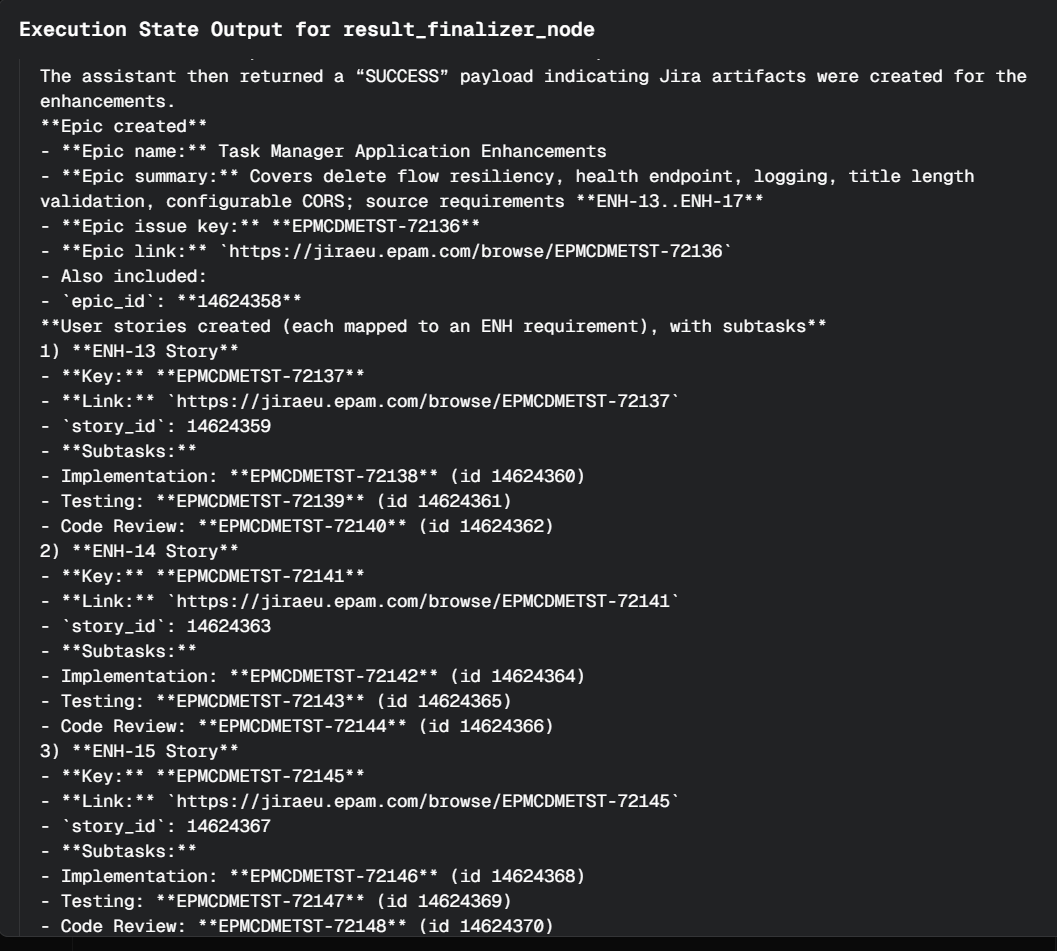 Execution State Output for result_finalizer_node
The assistant then returned a “SUCCESS” payload indicating Jira artifacts were created for the
enhancements.
**Epic created**
- **Epic name:** Task Manager Application Enhancements
- **Epic summary:** Covers delete flow resiliency, health endpoint, logging, title length
validation, configurable CORS; source requirements **ENH-13..ENH-17**
- **Epic issue key:** **EPMCDMETST-72136**
- **Epic link:** `https://jiraeu.epam.com/browse/EPMCDMETST-72136`
- Also included:
- `epic_id`: **14624358**
**User stories created (each mapped to an ENH requirement), with subtasks**
1) **ENH-13 Story**
- **Key:** **EPMCDMETST-72137**
- **Link:** `https://jiraeu.epam.com/browse/EPMCDMETST-72137`
- `story_id`: 14624359
- **Subtasks:**
- Implementation: **EPMCDMETST-72138** (id 14624360)
- Testing: **EPMCDMETST-72139** (id 14624361)
- Code Review: **EPMCDMETST-72140** (id 14624362)
2) **ENH-14 Story**
- **Key:** **EPMCDMETST-72141**
- **Link:** `https://jiraeu.epam.com/browse/EPMCDMETST-72141`
- `story_id`: 14624363
- **Subtasks:**
- Implementation: **EPMCDMETST-72142** (id 14624364)
- Testing: **EPMCDMETST-72143** (id 14624365)
- Code Review: **EPMCDMETST-72144** (id 14624366)
3) **ENH-15 Story**
- **Key:** **EPMCDMETST-72145**
- **Link:** `https://jiraeu.epam.com/browse/EPMCDMETST-72145`
- `story_id`: 14624367
- **Subtasks:**
- Implementation: **EPMCDMETST-72146** (id 14624368)
- Testing: **EPMCDMETST-72147** (id 14624369)
- Code Review: **EPMCDMETST-72148** (id 14624370)